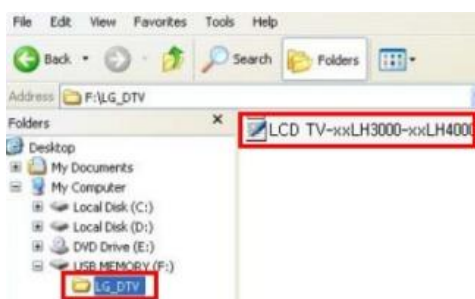 File Edit View Favorites Tools Help
Back Search Folders
Address F:\LG_DTV
Folders x
LCD TV-xxLH3000-xxLH4000
Desktop
My Documents
My Computer
Local Disk (C:)
Local Disk (D:)
DVD Drive (E:)
USB MEMORY (F:)
LG_DTV